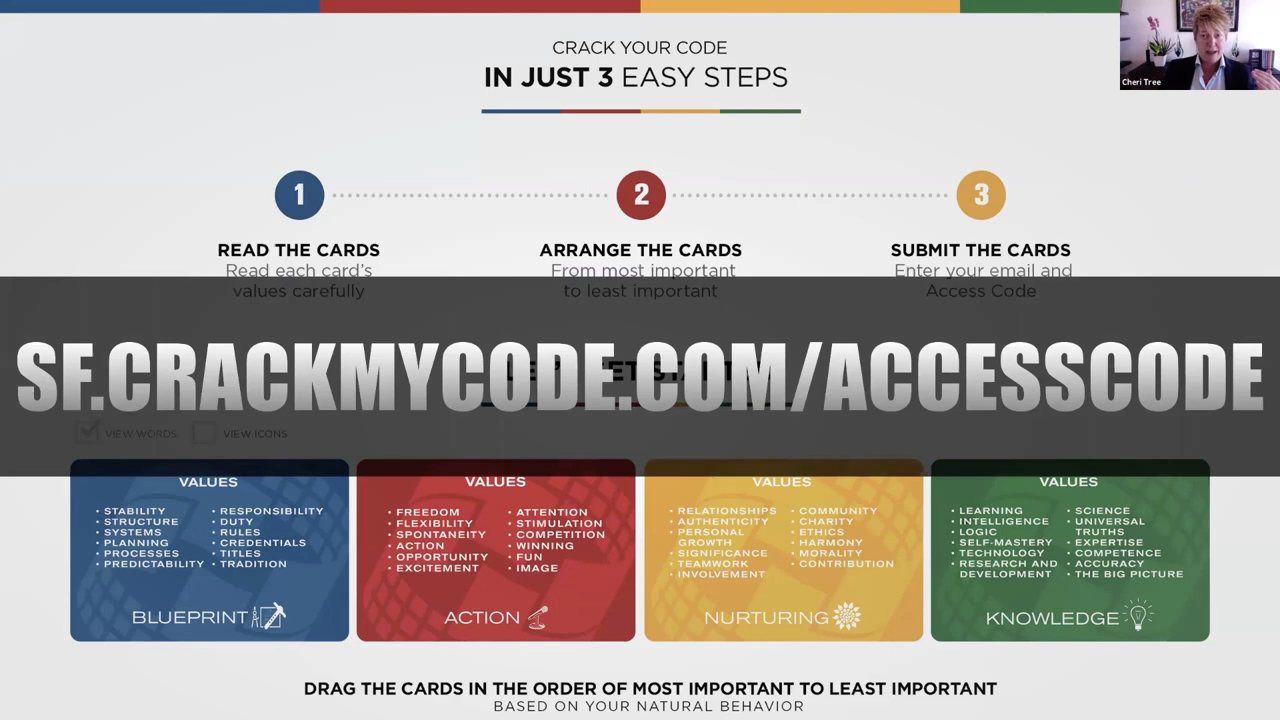 CRACK YOUR CODE
IN JUST 3 EASY STEPS
Cheri Tree
1
2
3
READ THE CARDS
Read each card's
values carefully
ARRANGE THE CARDS
From most important
to least important
SUBMIT THE CARDS
Enter your email and
Access Code
SF.CRACKMYCODE.COM/ACCESSCODE
VIEW WORDS
VIEW ICONS
VALUES
• STABILITY
• STRUCTURE
• SYSTEMS
• PLANNING
• PROCESSES
• PREDICTABILITY
• RESPONSIBILITY
• DUTY
• RULES
• CREDENTIALS
• TITLES
• TRADITION
BLUEPRINT
VALUES
• FREEDOM
• FLEXIBILITY
• SPONTANEITY
• ACTION
• OPPORTUNITY
• EXCITEMENT
• ATTENTION
• STIMULATION
• COMPETITION
• WINNING
• FUN
• IMAGE
ACTION
VALUES
• RELATIONSHIPS
• AUTHENTICITY
• PERSONAL
GROWTH
• SIGNIFICANCE
• TEAMWORK
• INVOLVEMENT
• COMMUNITY
• CHARITY
• ETHICS
• HARMONY
• MORALITY
• CONTRIBUTION
NURTURING
VALUES
• LEARNING
• INTELLIGENCE
• LOGIC
• SELF-MASTERY
• TECHNOLOGY
• RESEARCH AND
DEVELOPMENT
• SCIENCE
• UNIVERSAL
TRUTHS
• EXPERTISE
• COMPETENCE
• ACCURACY
• THE BIG PICTURE
KNOWLEDGE
DRAG THE CARDS IN THE ORDER OF MOST IMPORTANT TO LEAST IMPORTANT
BASED ON YOUR NATURAL BEHAVIOR